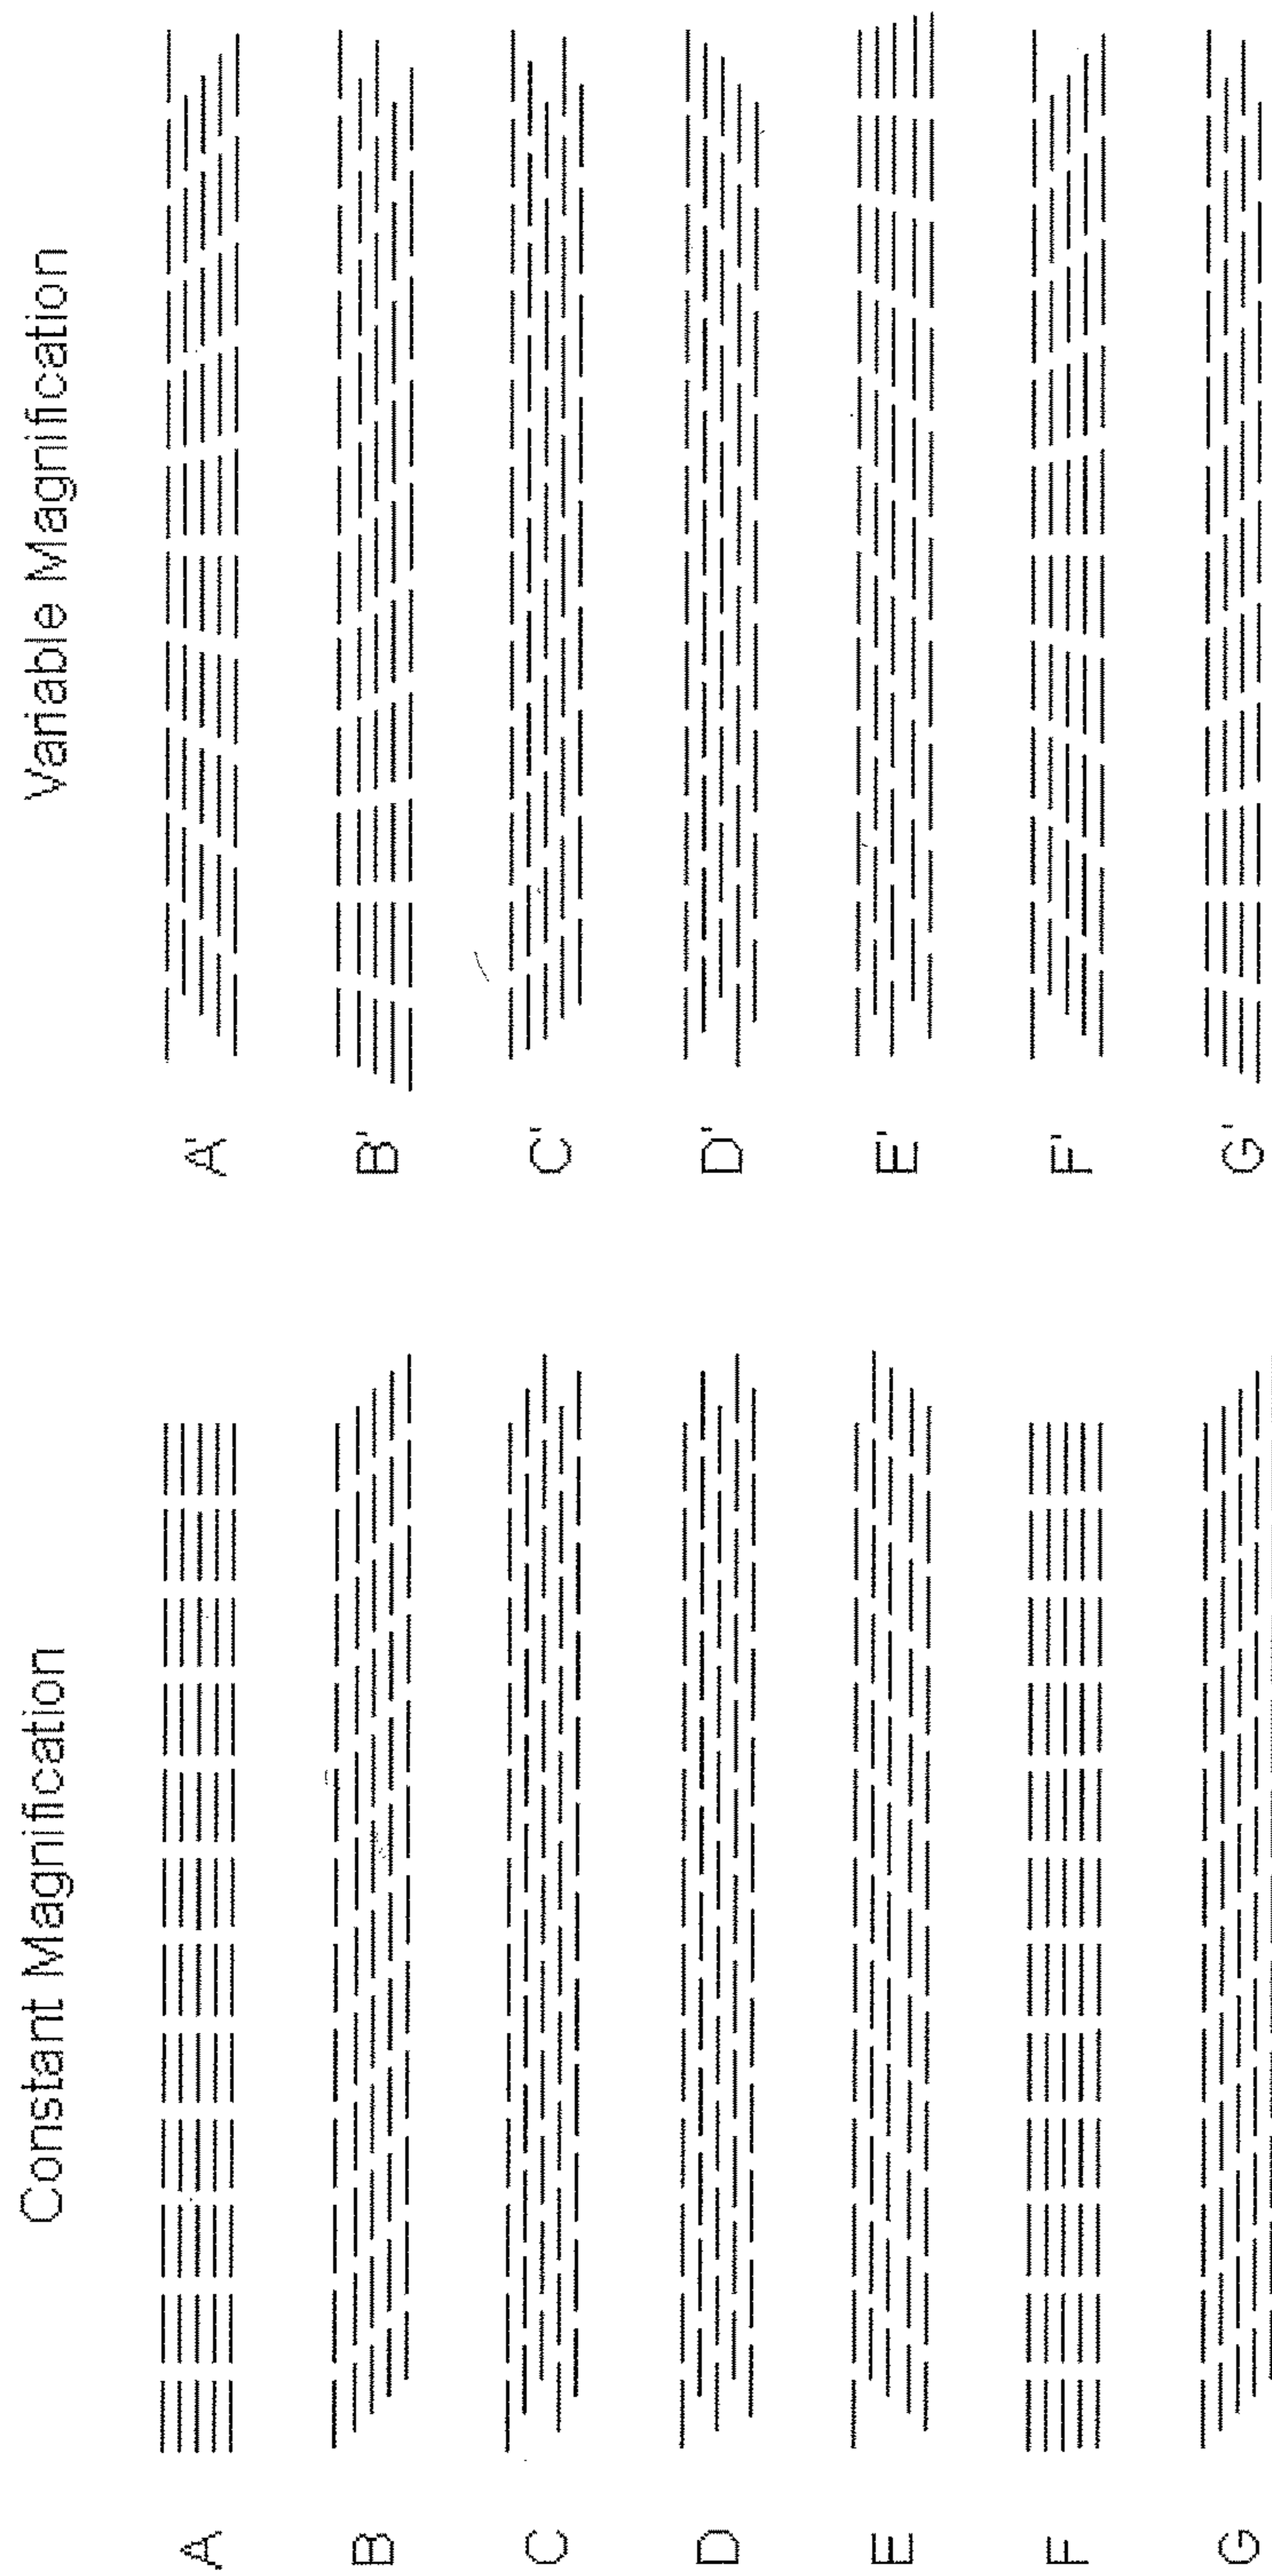 Constant Magnification
Variable Magnification
A
A'
B
B'
C
C'
D
D'
E
E'
F
F'
G
G'